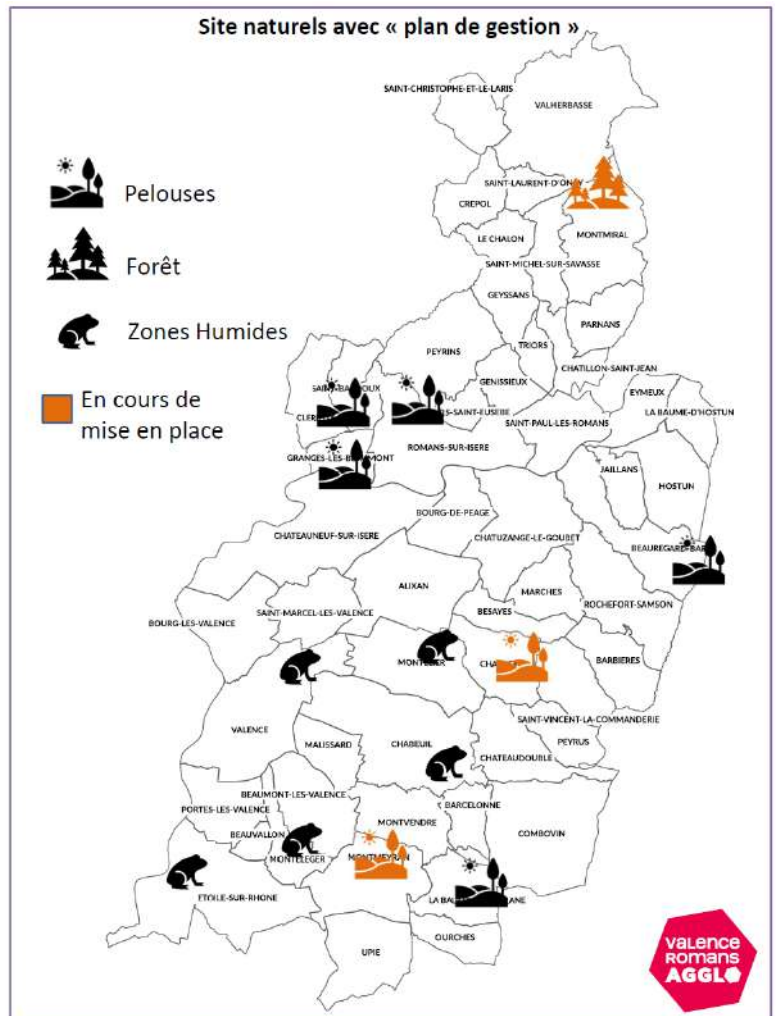 Site naturels avec « plan de gestion »
SAINT-CHRISTOPHE-ET-LE-LARIS
VALHERBASSE
Pelouses
SAINT-LAURENT-D'ON
CREPOL
Forêt
LE CHALON
MONTMIRAL
SAINT-MICHEL-SUR-SAVASSE
GEYSSANS
Zones Humides
PARNANS
PEYRINS
TRIORS
CHATILLON-SAINT-JEAN
GENISSIEUX
EYMEUX
En cours de
mise en place
LA BAUME-D'HOSTUN
SAINT-PAUL-LES-ROMANS
ROMANS-SUR-ISERE
JAILLANS
HOSTUN
BOURG-DE-PEAGE
CHATEAUNEUF-SUR-ISERE
CHATUZANGE-LE-GOUBET
BEAUREGARD-BAR
ALIXAN
MARCHES
ROCHEFORT-SAMSON
BESAYES
SAINT-MARCEL-LES-VALENCE
BOURG-LES-VALENCE
BARBIERES
SAINT-VINCENT-LA-COMMANDERIE
VALENCE
PEYRUS
MALISSARD
CHABEUIL
CHATEAUDOUBLE
BEAUMONT-LES-VALENCE
BARCELONNE
PORTES-LES-VALENCE
MONTVENDRE
BEAUVALLON
COMBOVIN
MONTELEGER
MONTMEYRAN
ETOILE-SUR-RHONE
OURCHES
UPIE
VALENCE
ROMANS
AGGLO